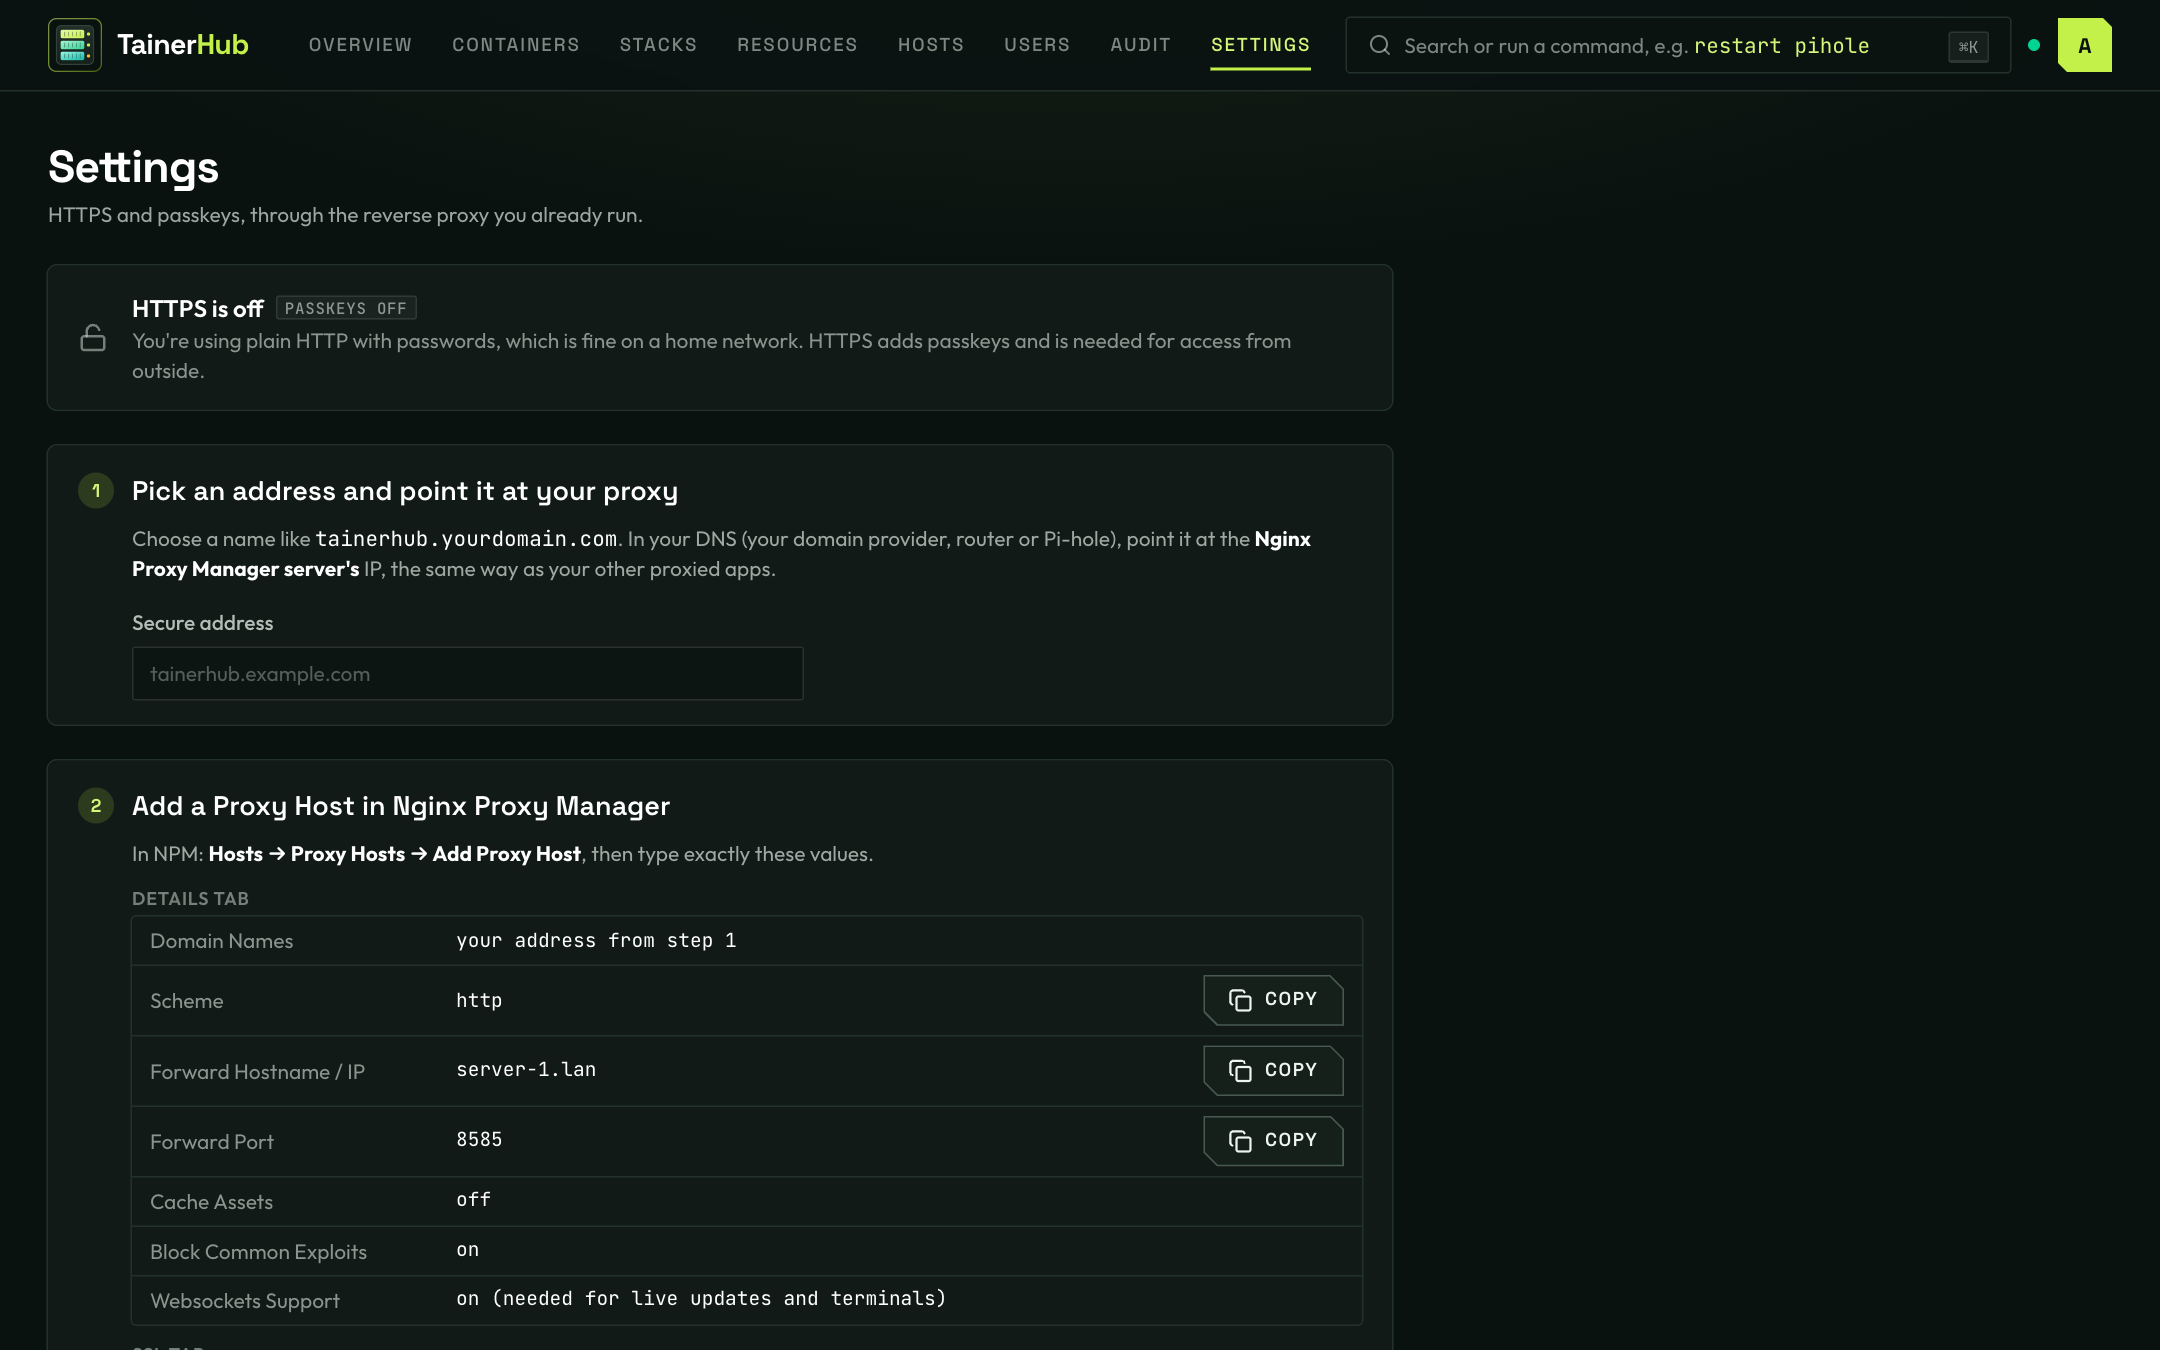 TainerHub
OVERVIEW CONTAINERS STACKS RESOURCES HOSTS USERS AUDIT SETTINGS
Search or run a command, e.g. restart pihole ⌘K
A
Settings
HTTPS and passkeys, through the reverse proxy you already run.
HTTPS is off PASSKEYS OFF
You're using plain HTTP with passwords, which is fine on a home network. HTTPS adds passkeys and is needed for access from
outside.
1 Pick an address and point it at your proxy
Choose a name like tainerhub.yourdomain.com. In your DNS (your domain provider, router or Pi-hole), point it at the Nginx
Proxy Manager server's IP, the same way as your other proxied apps.
Secure address
tainerhub.example.com
2 Add a Proxy Host in Nginx Proxy Manager
In NPM: Hosts → Proxy Hosts → Add Proxy Host, then type exactly these values.
DETAILS TAB
Domain Names your address from step 1
Scheme http COPY
Forward Hostname / IP server-1.lan COPY
Forward Port 8585 COPY
Cache Assets off
Block Common Exploits on
Websockets Support on (needed for live updates and terminals)